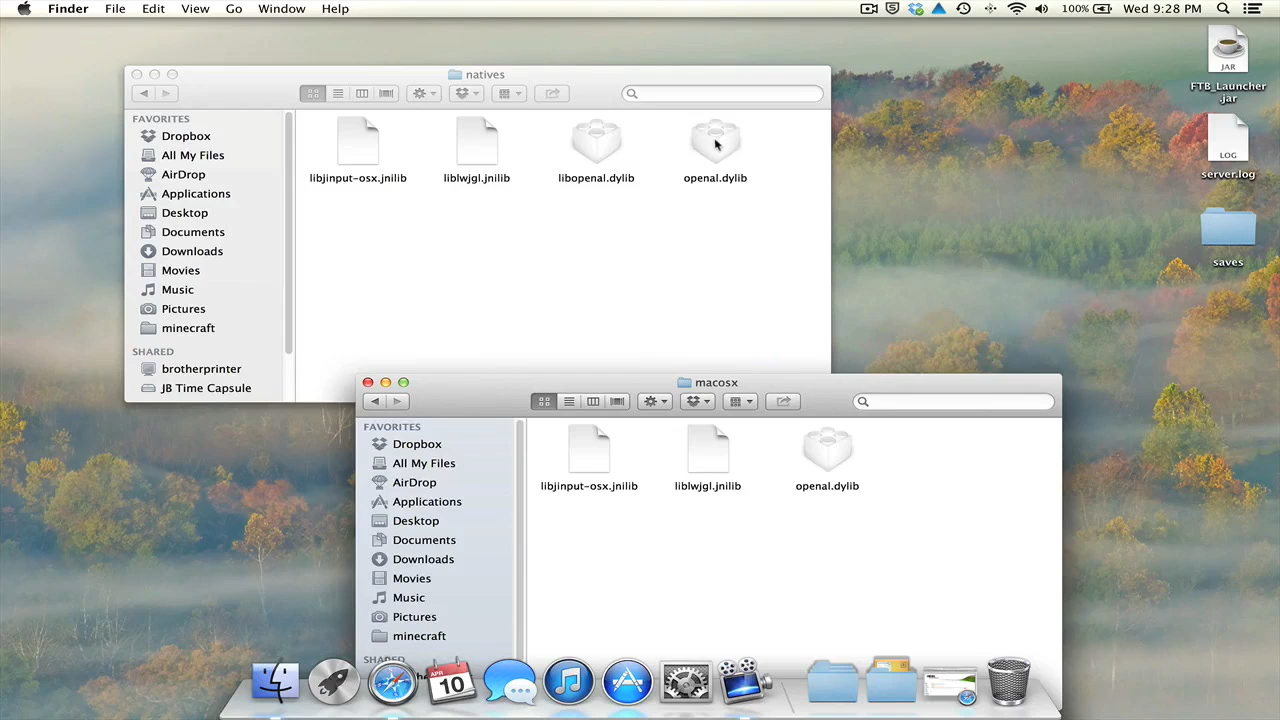 Finder File Edit View Go Window Help 100% Wed 9:28 PM
natives
FAVORITES
Dropbox
All My Files
AirDrop
Applications
Desktop
Documents
Downloads
Movies
Music
Pictures
minecraft
SHARED
brotherprinter
JB Time Capsule
libjinput-osx.jnilib liblwjgl.jnilib libopenal.dylib openal.dylib
JAR
FTB_Launcher
.jar
LOG
server.log
saves
macosx
FAVORITES
Dropbox
All My Files
AirDrop
Applications
Desktop
Documents
Downloads
Movies
Music
Pictures
minecraft
SHARED
libjinput-osx.jnilib liblwjgl.jnilib openal.dylib
APR
10